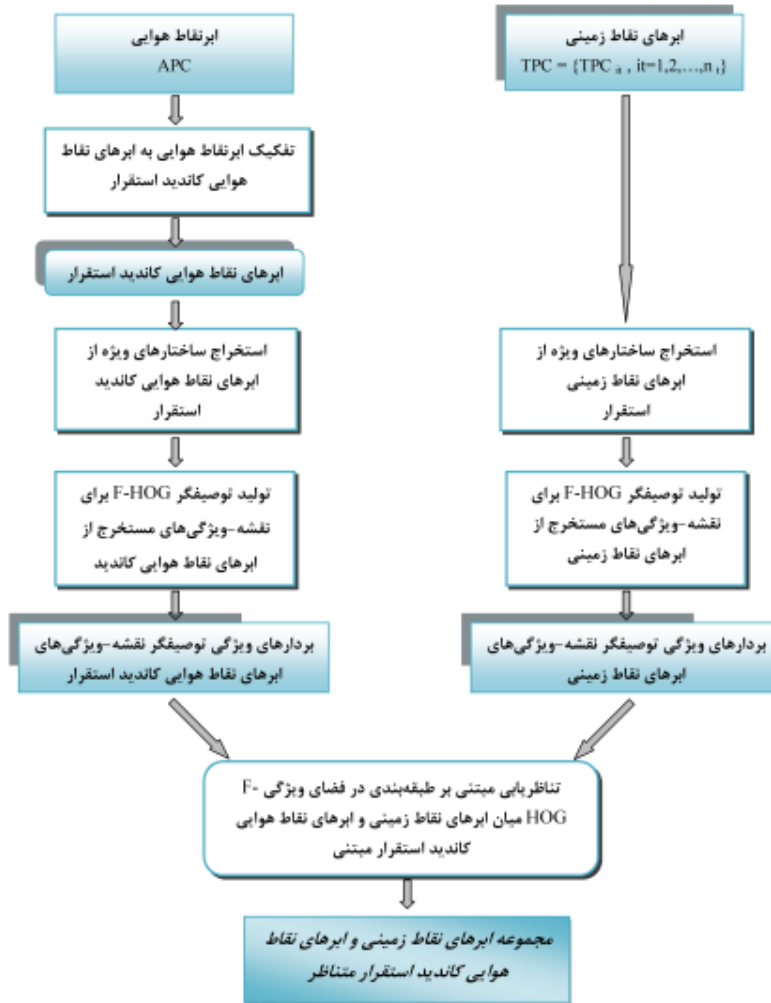 ابرنقاط هوایی
APC
ابرهای نقاط زمینی
TPC = {TPC it , it=1,2,…,n t}
تفکیک ابرنقاط هوایی به ابرهای نقاط
هوایی کاندید استقرار
ابرهای نقاط هوایی کاندید استقرار
استخراج ساختارهای ویژه از
ابرهای نقاط هوایی کاندید
استقرار
استخراج ساختارهای ویژه از
ابرهای نقاط زمینی
استقرار
تولید توصیفگر F-HOG برای
نقشه-ویژگی‌های مستخرج از
ابرهای نقاط هوایی کاندید
تولید توصیفگر F-HOG برای
نقشه-ویژگی‌های مستخرج از
ابرهای نقاط زمینی
بردارهای ویژگی توصیفگر نقشه-ویژگی‌های
ابرهای نقاط هوایی کاندید استقرار
بردارهای ویژگی توصیفگر نقشه-ویژگی‌های
ابرهای نقاط زمینی
تناظریابی مبتنی بر طبقه‌بندی در فضای ویژگی F-
HOG میان ابرهای نقاط زمینی و ابرهای نقاط هوایی
کاندید استقرار مبتنی
مجموعه ابرهای نقاط زمینی و ابرهای نقاط
هوایی کاندید استقرار متناظر